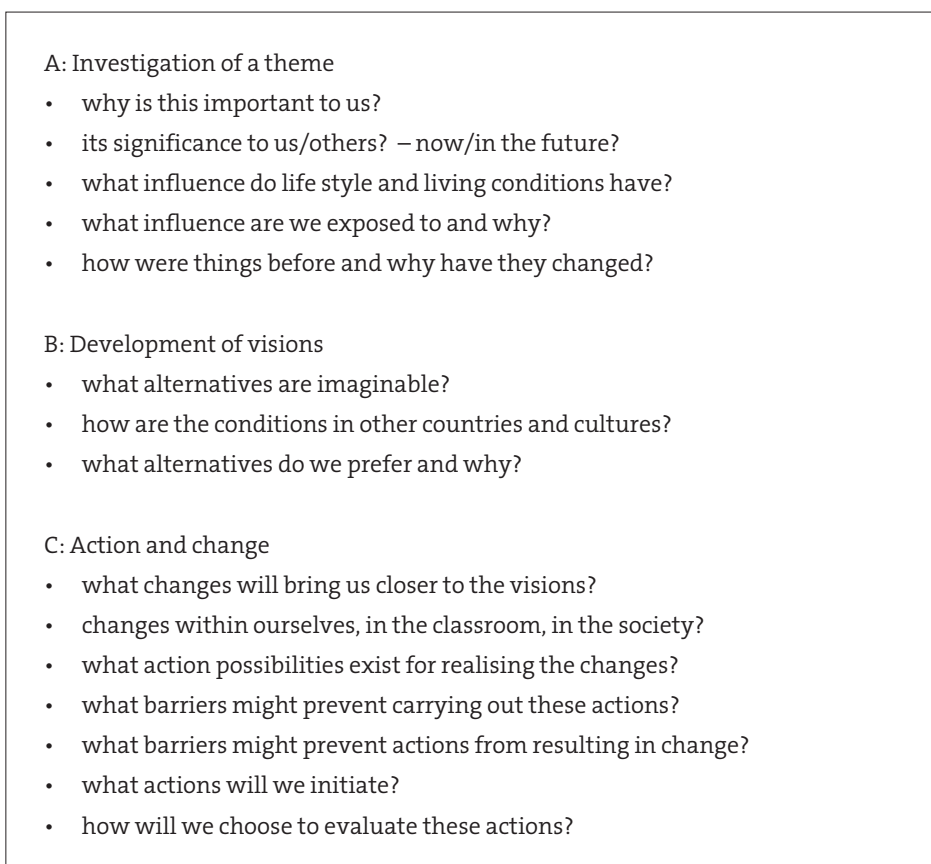 A: Investigation of a theme
• why is this important to us?
• its significance to us/others? – now/in the future?
• what influence do life style and living conditions have?
• what influence are we exposed to and why?
• how were things before and why have they changed?
B: Development of visions
• what alternatives are imaginable?
• how are the conditions in other countries and cultures?
• what alternatives do we prefer and why?
C: Action and change
• what changes will bring us closer to the visions?
• changes within ourselves, in the classroom, in the society?
• what action possibilities exist for realising the changes?
• what barriers might prevent carrying out these actions?
• what barriers might prevent actions from resulting in change?
• what actions will we initiate?
• how will we choose to evaluate these actions?